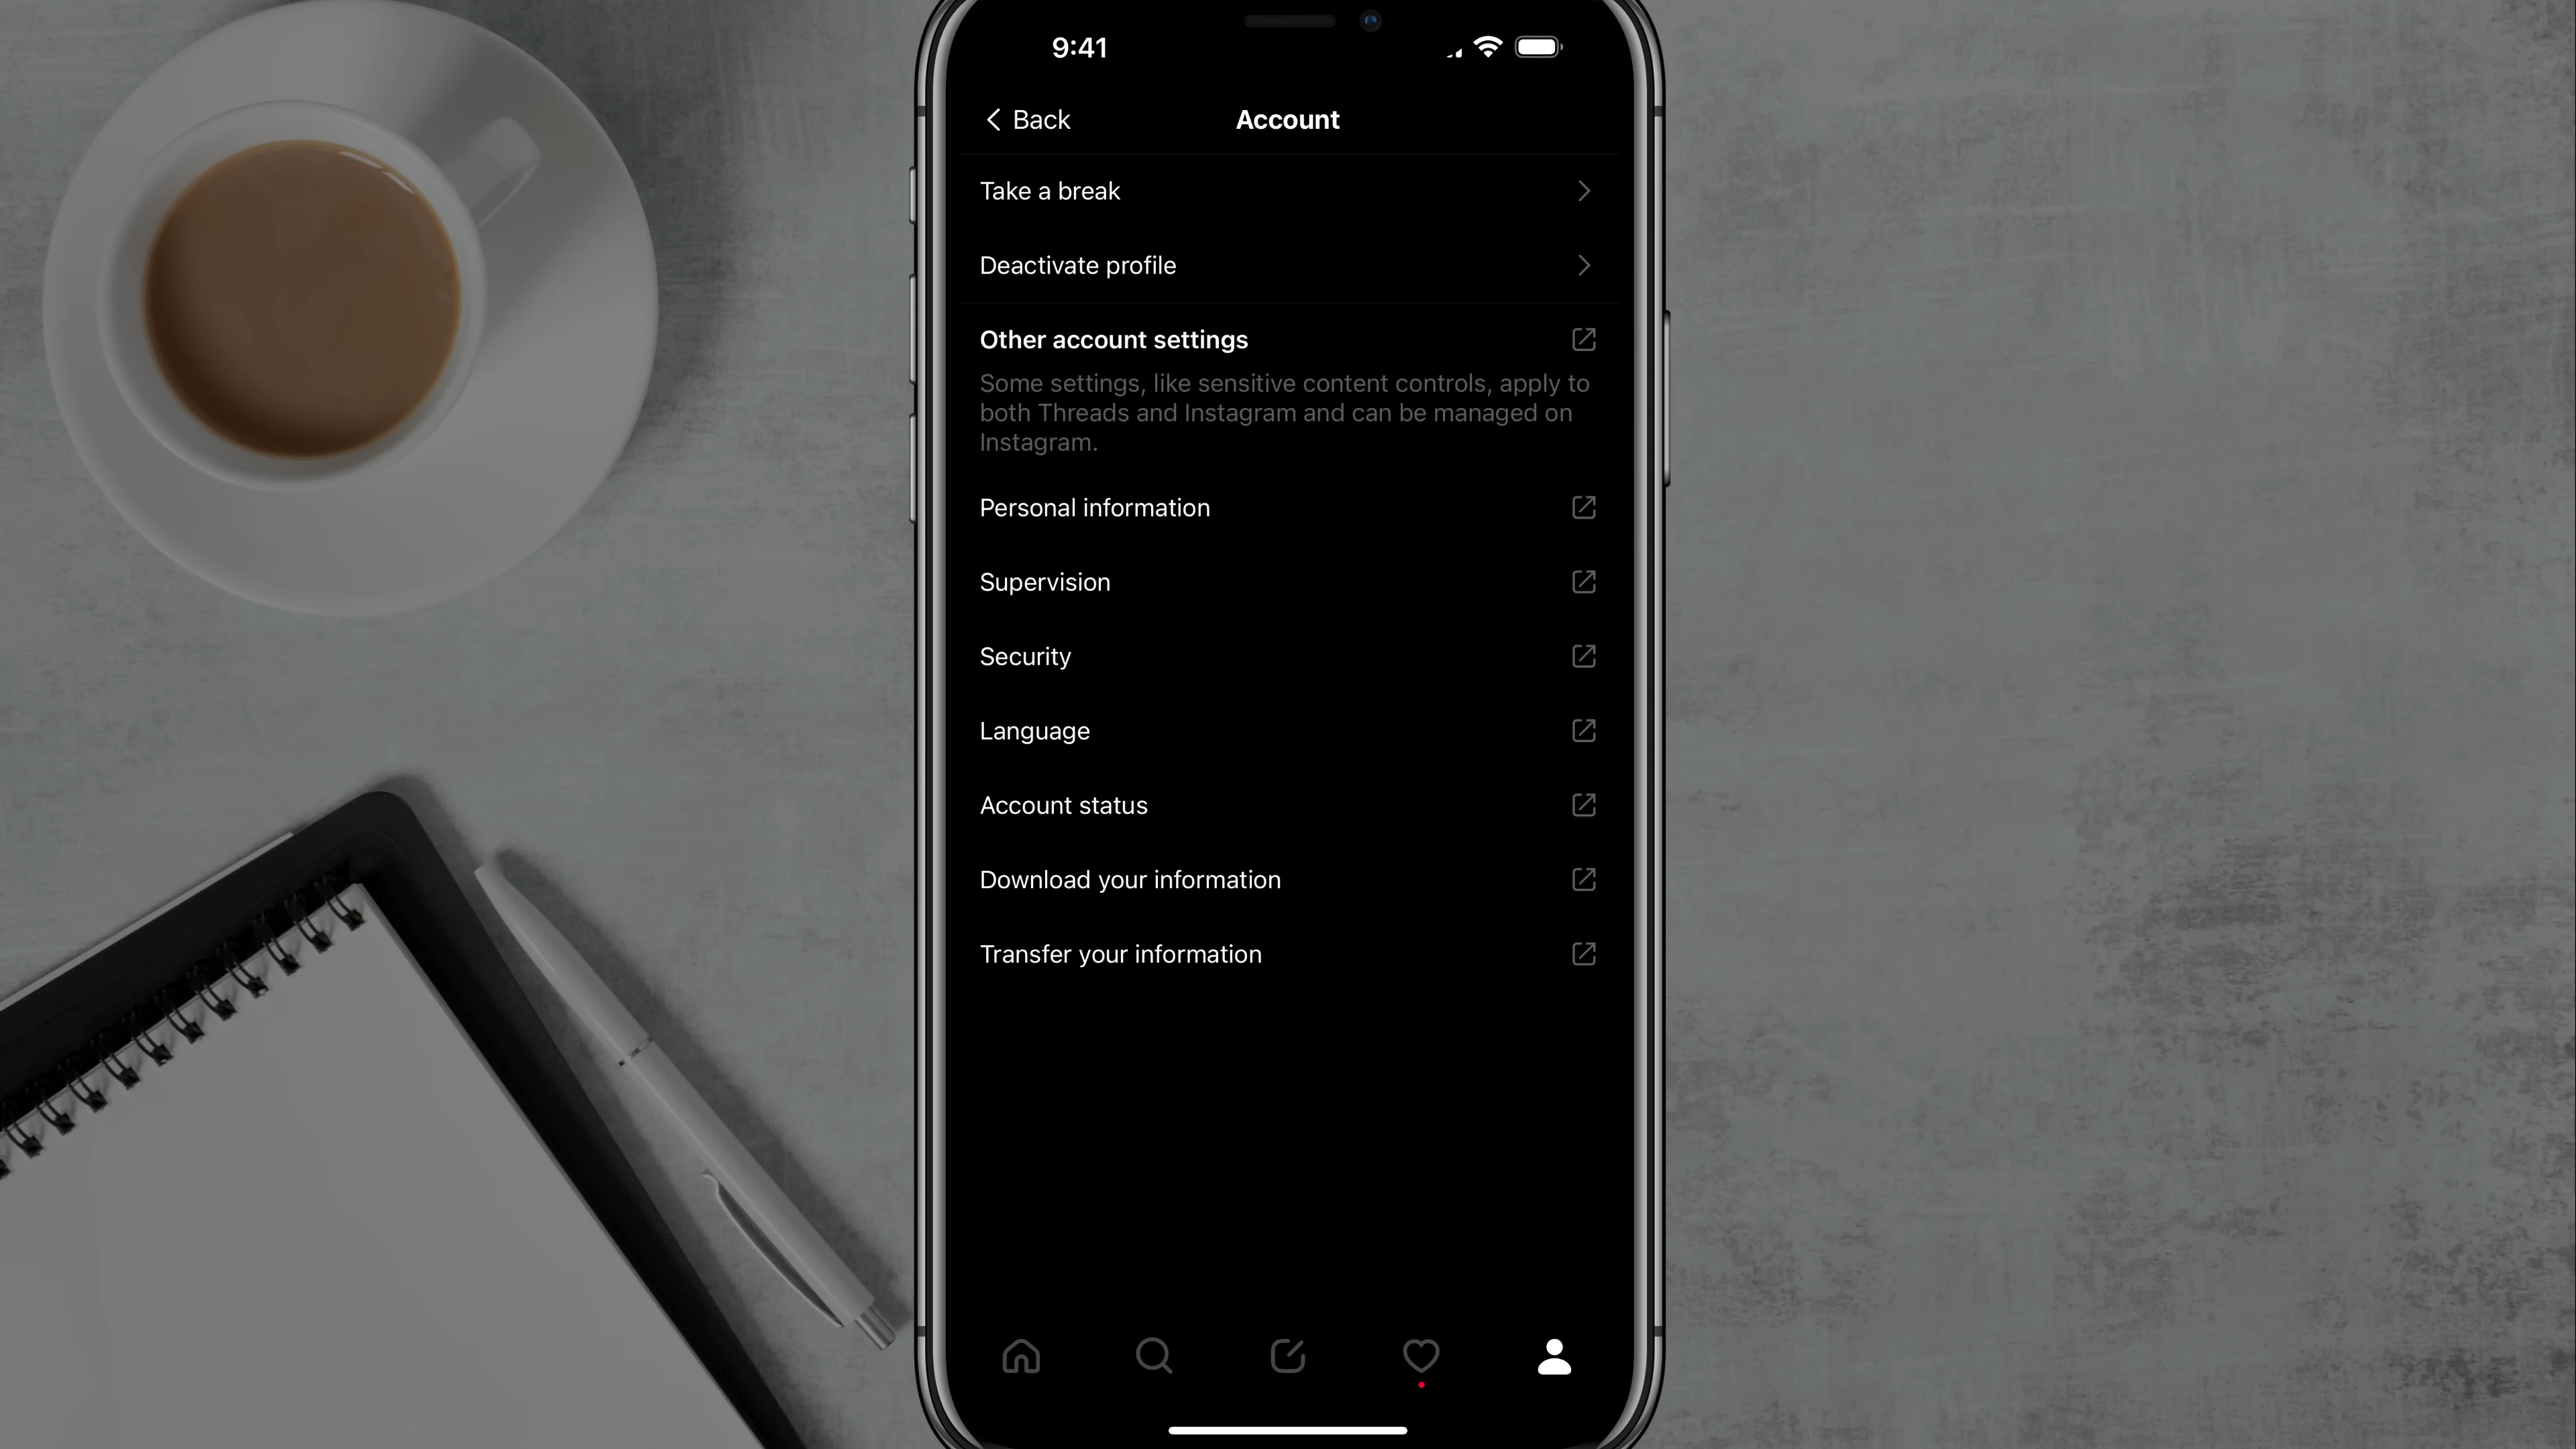 9:41
Back
Account
Take a break
Deactivate profile
Other account settings
Some settings, like sensitive content controls, apply to
both Threads and Instagram and can be managed on
Instagram.
Personal information
Supervision
Security
Language
Account status
Download your information
Transfer your information